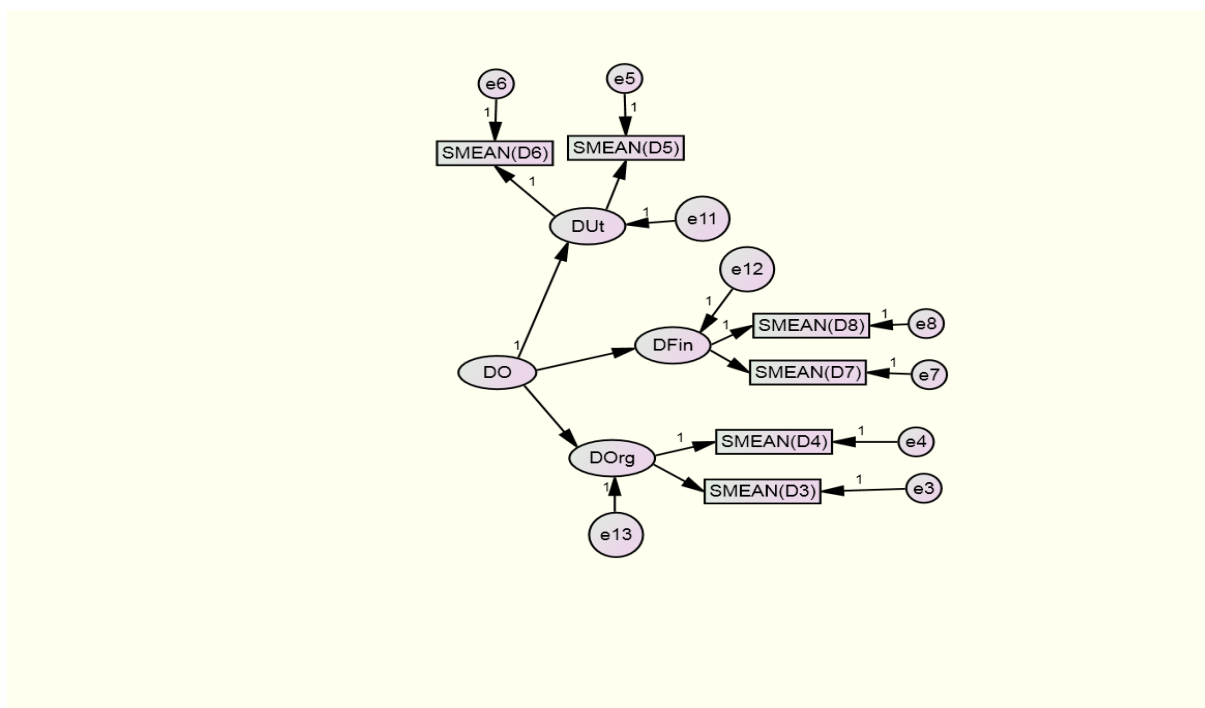 e6
e5
1
1
SMEAN(D6)
SMEAN(D5)
1
DUt
1
e11
e12
1
1
DFin
1
SMEAN(D8)
1
e8
DO
SMEAN(D7)
1
e7
DOrg
1
SMEAN(D4)
1
e4
1
SMEAN(D3)
1
e3
e13